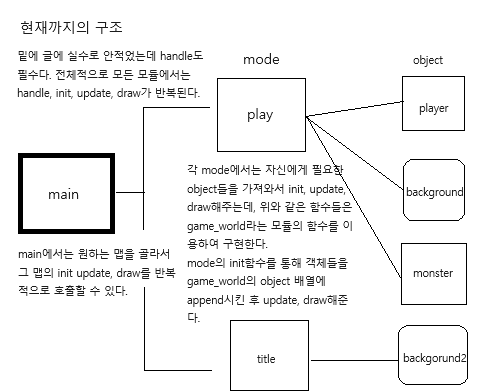 현재까지의 구조
밑에 글에 실수로 안적었는데 handle도
필수다. 전체적으로 모든 모듈에서는
handle, init, update, draw가 반복된다.
mode
object
play
player
main
각 mode에서는 자신에게 필요한
object들을 가져와서 init, update,
draw해주는데, 위와 같은 함수들은
game_world라는 모듈의 함수를 이
용하여 구현한다.
mode의 init함수를 통해 객체들을
game_world의 object 배열에
append시킨 후 update, draw해준
다.
background
main에서는 원하는 맵을 골라서
그 맵의 init update, draw를 반복
적으로 호출할 수 있다.
monster
title
backgorund2